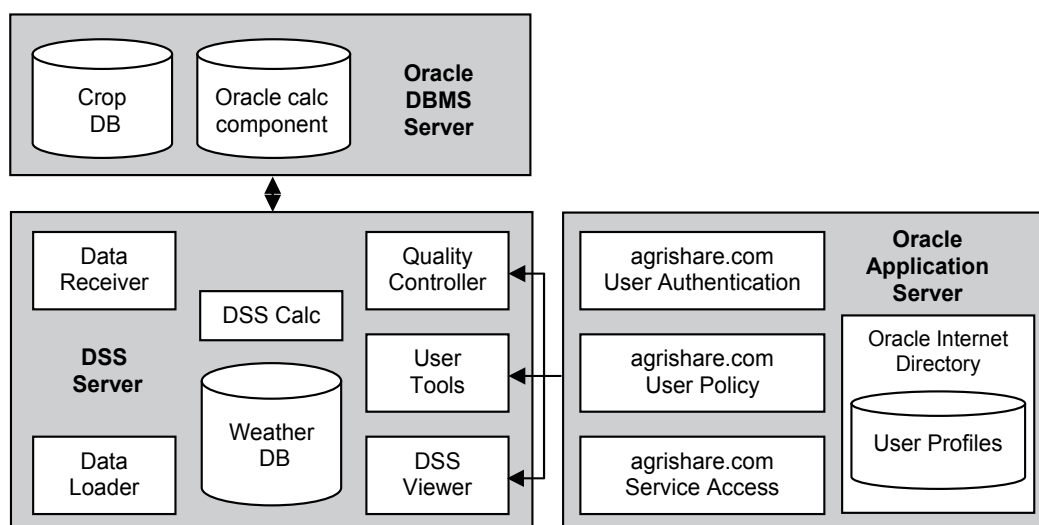 Crop
DB
Oracle calc
component
Oracle
DBMS
Server
Data
Receiver
Quality
Controller
DSS Calc
DSS
Server
User
Tools
Weather
DB
Data
Loader
DSS
Viewer
agrishare.com
User Authentication
Oracle
Application
Server
agrishare.com
User Policy
Oracle Internet
Directory
User Profiles
agrishare.com
Service Access